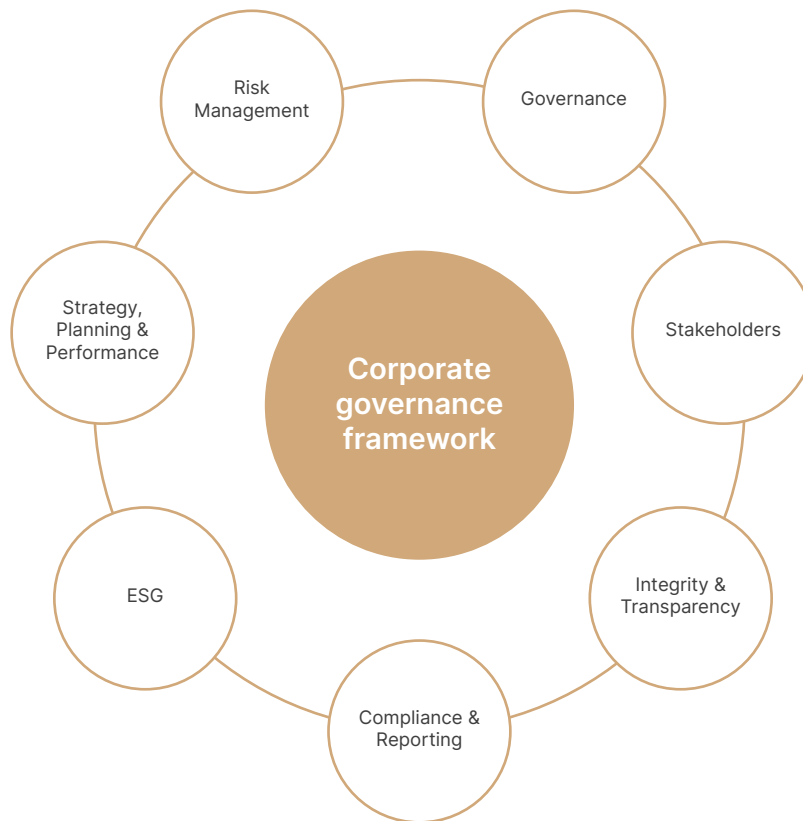 Risk
Management
Governance
Strategy,
Planning &
Performance
Stakeholders
Corporate
governance
framework
ESG
Integrity &
Transparency
Compliance &
Reporting